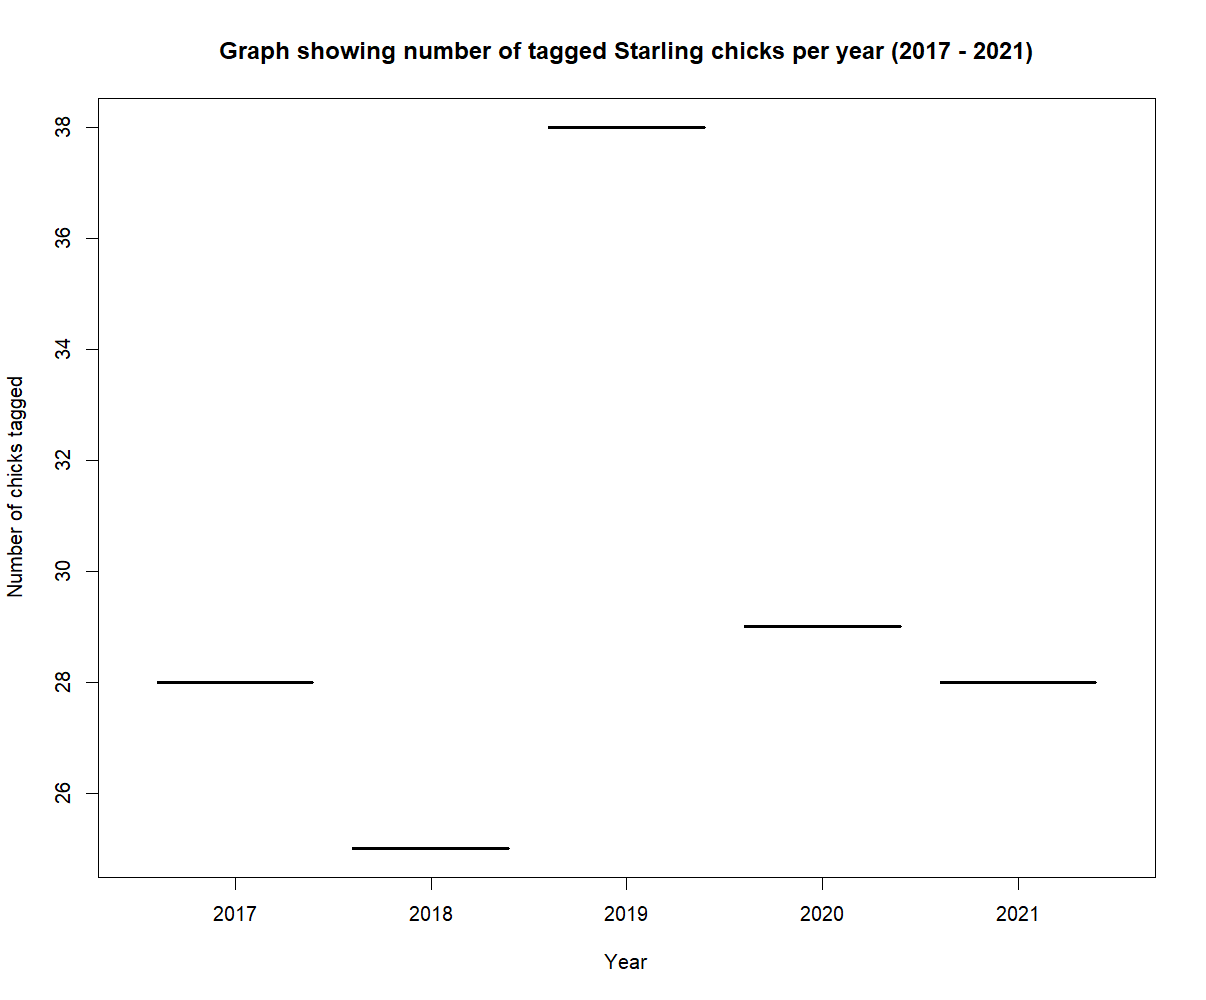 Graph showing number of tagged Starling chicks per year (2017 - 2021)
Number of chicks tagged
38
36
34
32
30
28
26
2017 2018 2019 2020 2021
Year